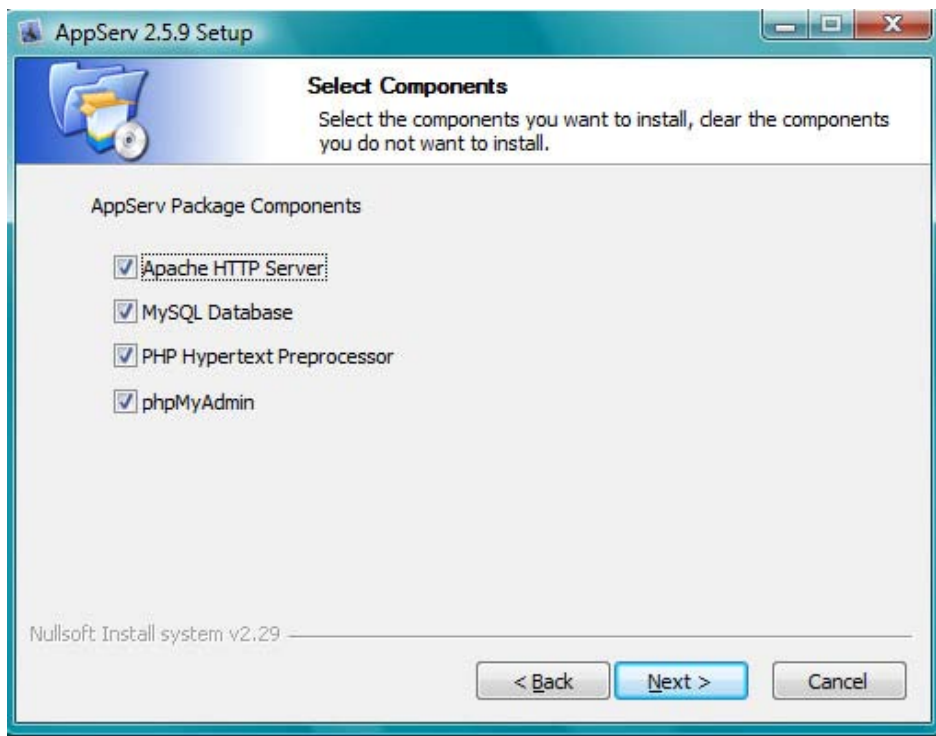 AppServ 2.5.9 Setup
Select Components
Select the components you want to install, clear the components
you do not want to install.
AppServ Package Components
Apache HTTP Server
MySQL Database
PHP Hypertext Preprocessor
phpMyAdmin
Nullsoft Install system v2.29
< Back Next > Cancel